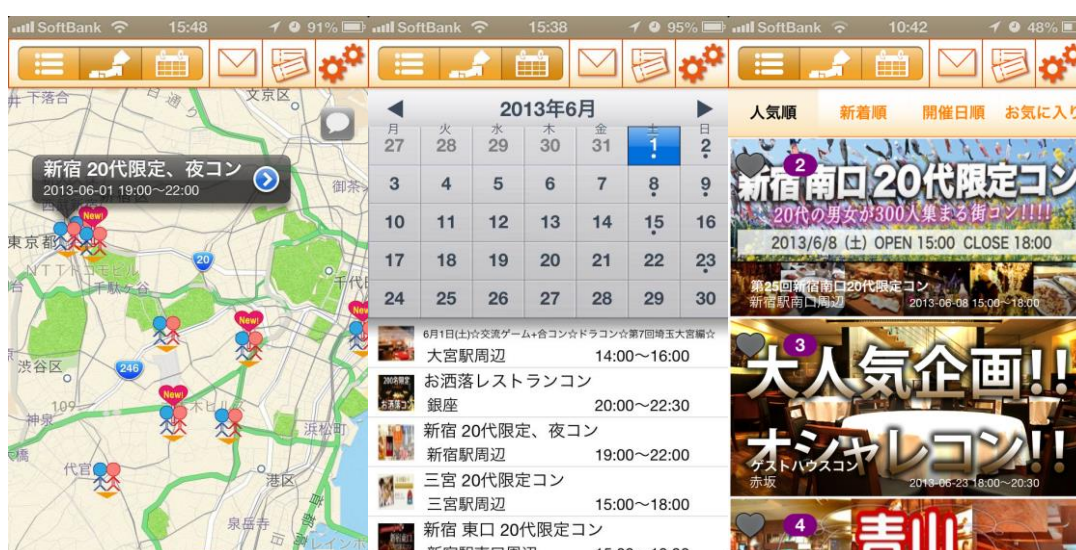 SoftBank 15:48 91%
下落合
文京区
新宿 20代限定、夜コン
2013-06-01 19:00～22:00
御茶
New!
東京都
20
NTTドコモビル
千駄ケ谷
千代
New!
New
渋谷区
246
New!
109
神泉
浜松町
橋
代官
港区
泉岳寺
首都
レインボ
SoftBank 15:38 95%
2013年6月
月 火 水 木 金 土 日
27 28 29 30 31 1 2
3 4 5 6 7 8 9
10 11 12 13 14 15 16
17 18 19 20 21 22 23
24 25 26 27 28 29 30
6月1日(土)☆交流ゲーム+合コン☆ドラコン☆第7回埼玉大宮編☆
大宮駅周辺 14:00～16:00
お洒落レストランコン
銀座 20:00～22:30
新宿 20代限定、夜コン
新宿駅周辺 19:00～22:00
三宮 20代限定コン
三宮駅周辺 15:00～18:00
新宿 東口 20代限定コン
SoftBank 10:42 48%
人気順 新着順 開催日順 お気に入り
2
新宿南口20代限定コン
20代の男女が300人集まる街コン!!!!
2013/6/8 (土) OPEN 15:00 CLOSE 18:00
第25回新宿南口20代限定コン
新宿駅南口周辺 2013-06-08 15:00～18:00
3
大人気企画!!
オシャレコン!!
ゲストハウスコン
赤坂 2013-06-23 18:00～20:30
4
青山